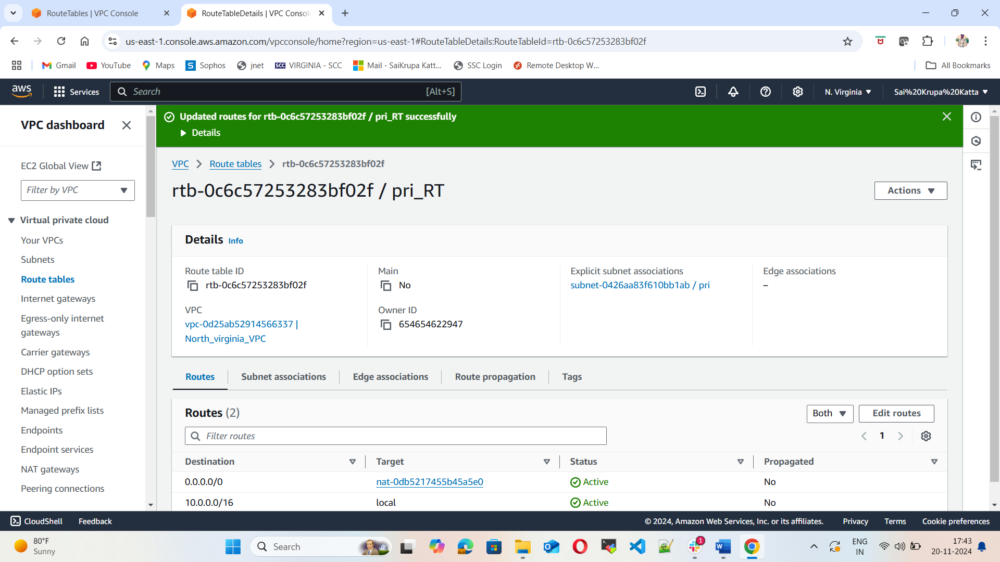 RouteTables | VPC Console
RouteTableDetails | VPC Conso
us-east-1.console.aws.amazon.com/vpcconsole/home?region=us-east-1#RouteTableDetails:RouteTableId=rtb-0c6c57253283bf02f
Gmail YouTube Maps Sophos jnet SCC VIRGINIA - SCC Mail - SaiKrupa Katt... SSC Login Remote Desktop W... All Bookmarks
aws Services Search [Alt+S] N. Virginia Sai%20Krupa%20Katta
VPC dashboard
EC2 Global View
Filter by VPC
Virtual private cloud
Your VPCs
Subnets
Route tables
Internet gateways
Egress-only internet
gateways
Carrier gateways
DHCP option sets
Elastic IPs
Managed prefix lists
Endpoints
Endpoint services
NAT gateways
Peering connections
Updated routes for rtb-0c6c57253283bf02f / pri_RT successfully
Details
VPC Route tables rtb-0c6c57253283bf02f
rtb-0c6c57253283bf02f / pri_RT
Actions
Details Info
Route table ID
rtb-0c6c57253283bf02f
VPC
vpc-0d25ab52914566337 |
North_virginia_VPC
Main
No
Owner ID
654654622947
Explicit subnet associations
subnet-0426aa83f610bb1ab / pri
Edge associations
–
Routes Subnet associations Edge associations Route propagation Tags
Routes (2)
Both Edit routes
Filter routes
1
Destination Target Status Propagated
0.0.0.0/0 nat-0db5217455b45a5e0 Active No
10.0.0.0/16 local Active No
CloudShell Feedback © 2024, Amazon Web Services, Inc. or its affiliates. Privacy Terms Cookie preferences
80°F
Sunny
Search
1
ENG
IN
17:43
20-11-2024